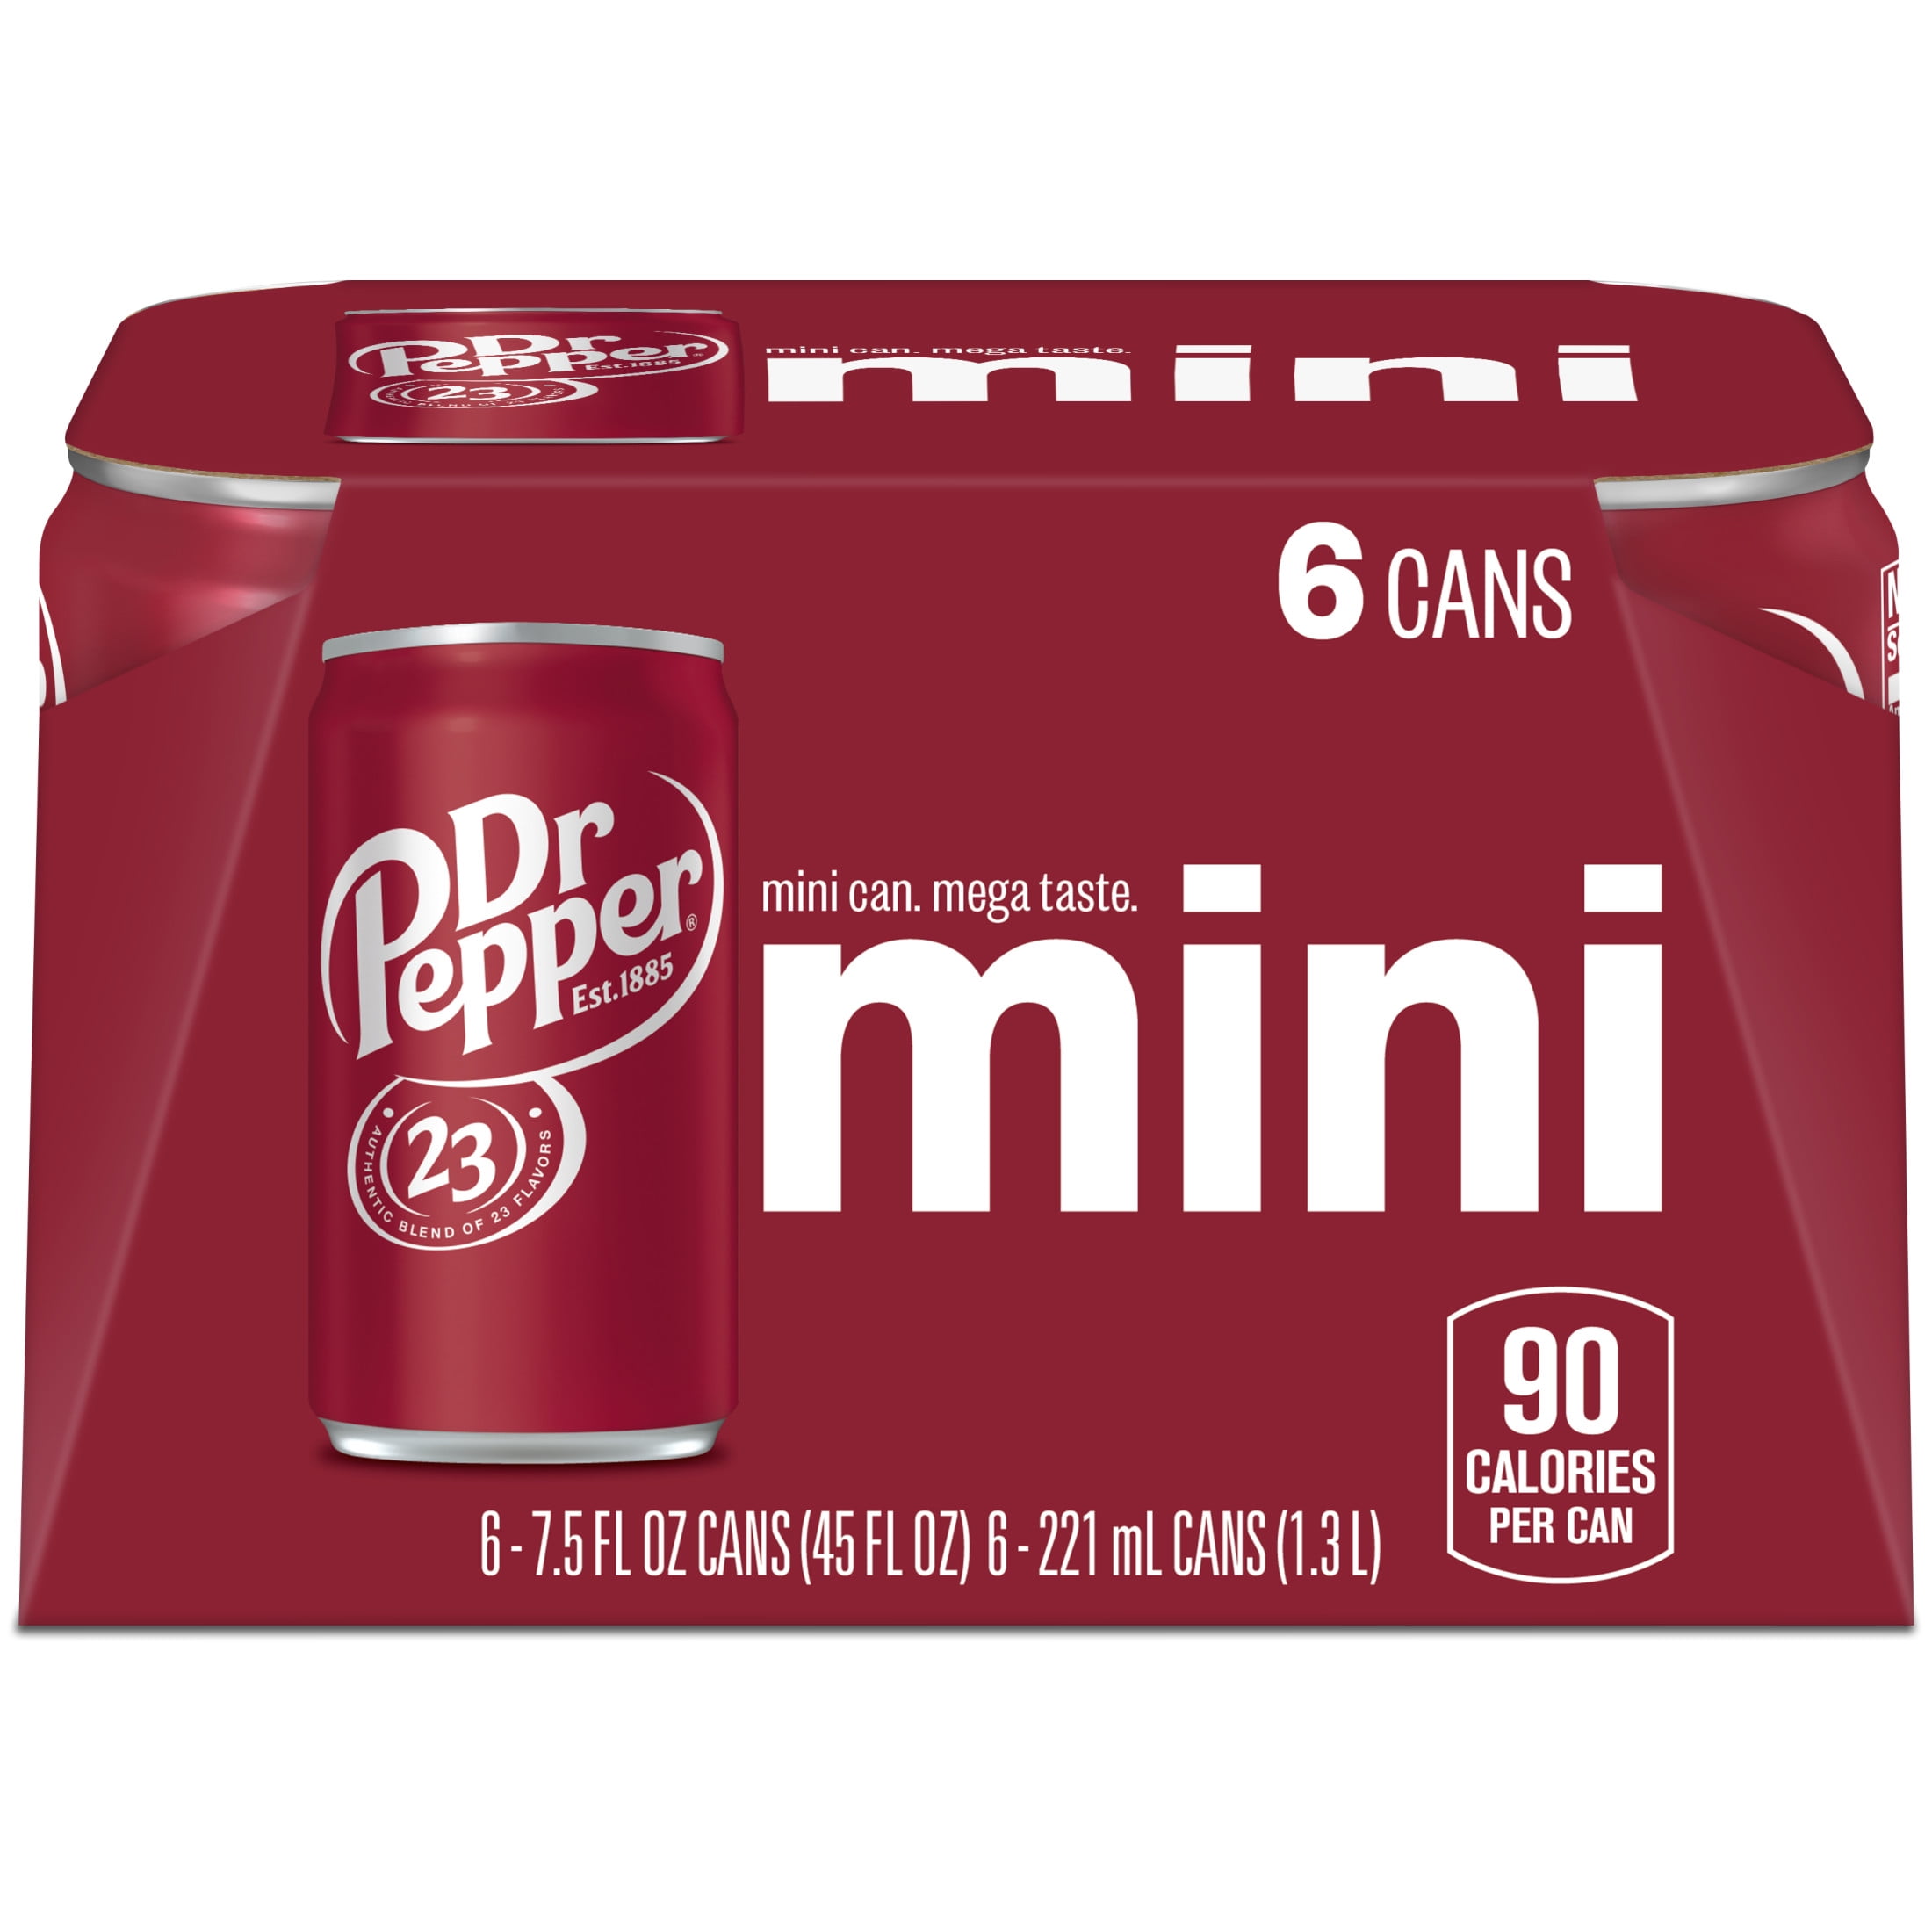 Dr
Pepper
Est.1885
23
mini can. mega taste.
mini
6 CANS
Dr
Pepper®
Est.1885
23
AUTHENTIC BLEND OF 23 FLAVORS
mini can. mega taste.
mini
90
CALORIES
PER CAN
6 - 7.5 FL OZ CANS (45 FL OZ) 6 - 221 mL CANS (1.3 L)